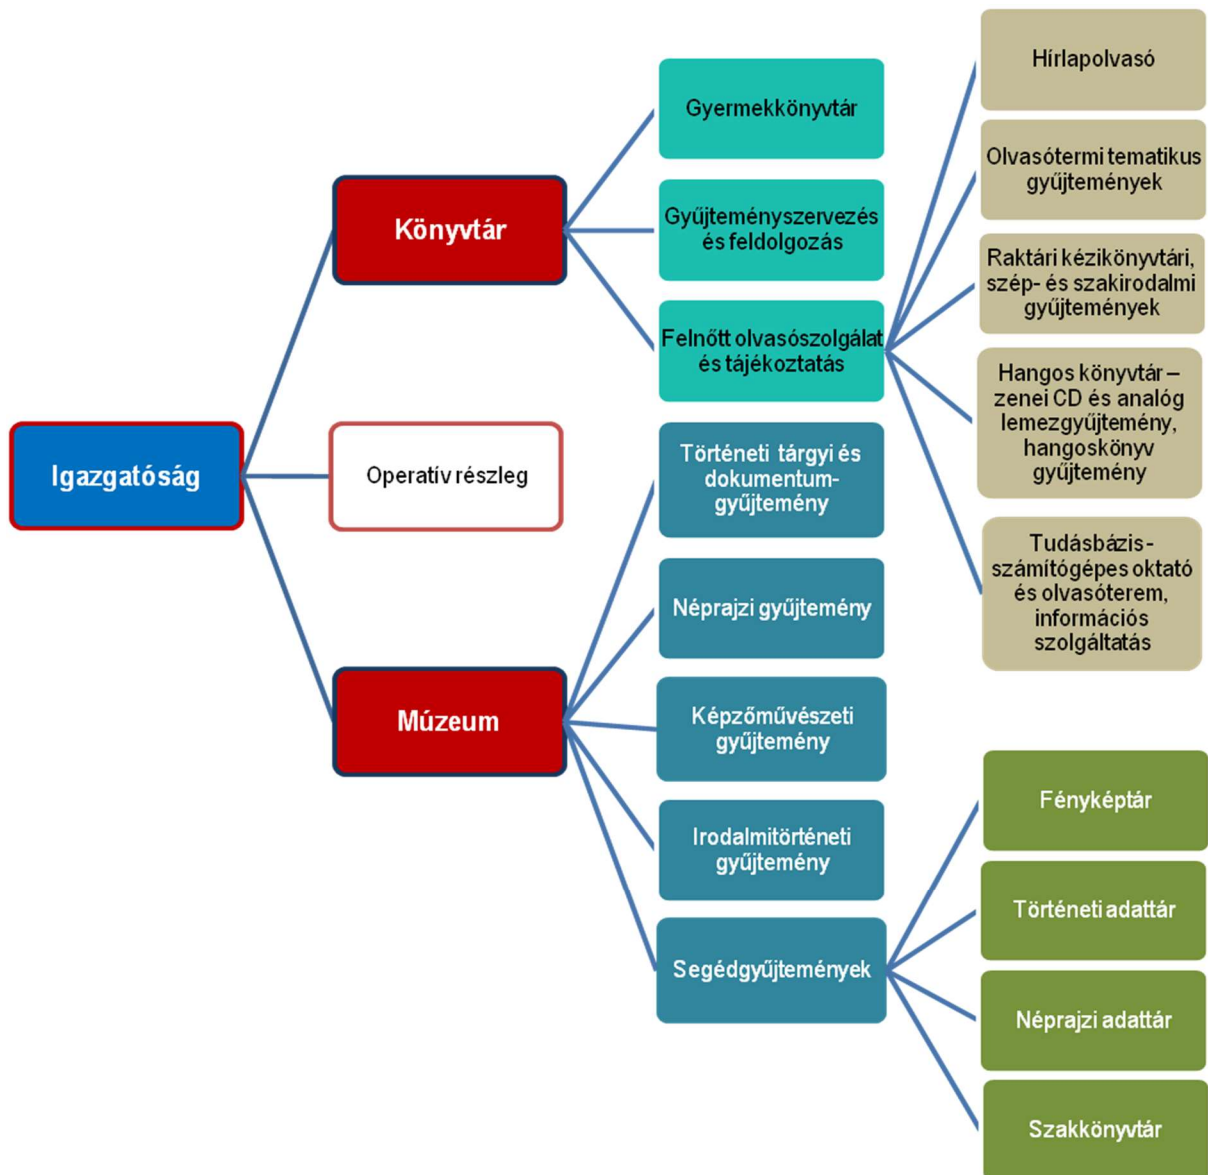 Igazgatóság
Könyvtár
Operatív részleg
Múzeum
Gyermekkönyvtár
Gyűjteményszervezés
és feldolgozás
Felnőtt olvasószolgálat
és tájékoztatás
Történeti tárgyi és
dokumentum-
gyűjtemény
Néprajzi gyűjtemény
Képzőművészeti
gyűjtemény
Irodalmitörténeti
gyűjtemény
Segédgyűjtemények
Hírlapolvasó
Olvasótermi tematikus
gyűjtemények
Raktári kézikönyvtári,
szép- és szakirodalmi
gyűjtemények
Hangos könyvtár –
zenei CD és analóg
lemezgyűjtemény,
hangoskönyv
gyűjtemény
Tudásbázis-
számítógépes oktató
és olvasóterem,
információs
szolgáltatás
Fényképtár
Történeti adattár
Néprajzi adattár
Szakkönyvtár